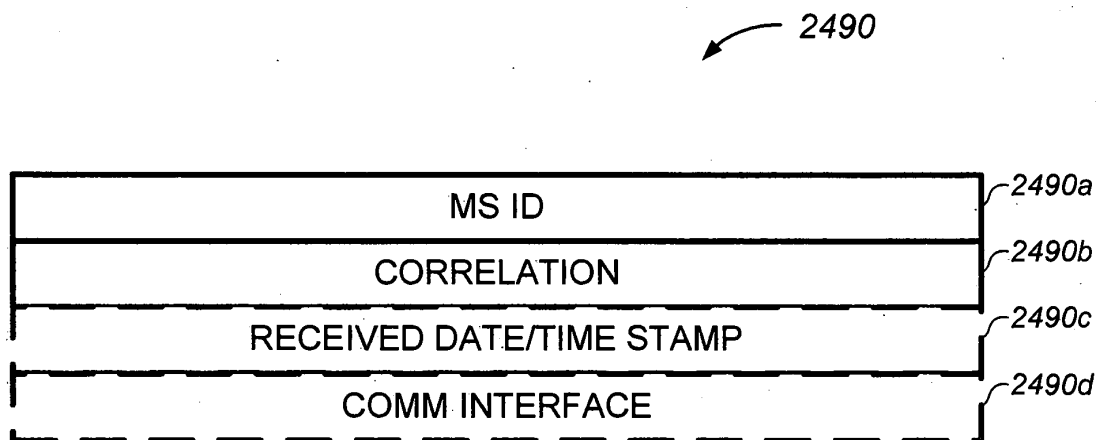 2490
MS ID 2490a
CORRELATION 2490b
RECEIVED DATE/TIME STAMP 2490c
COMM INTERFACE 2490d